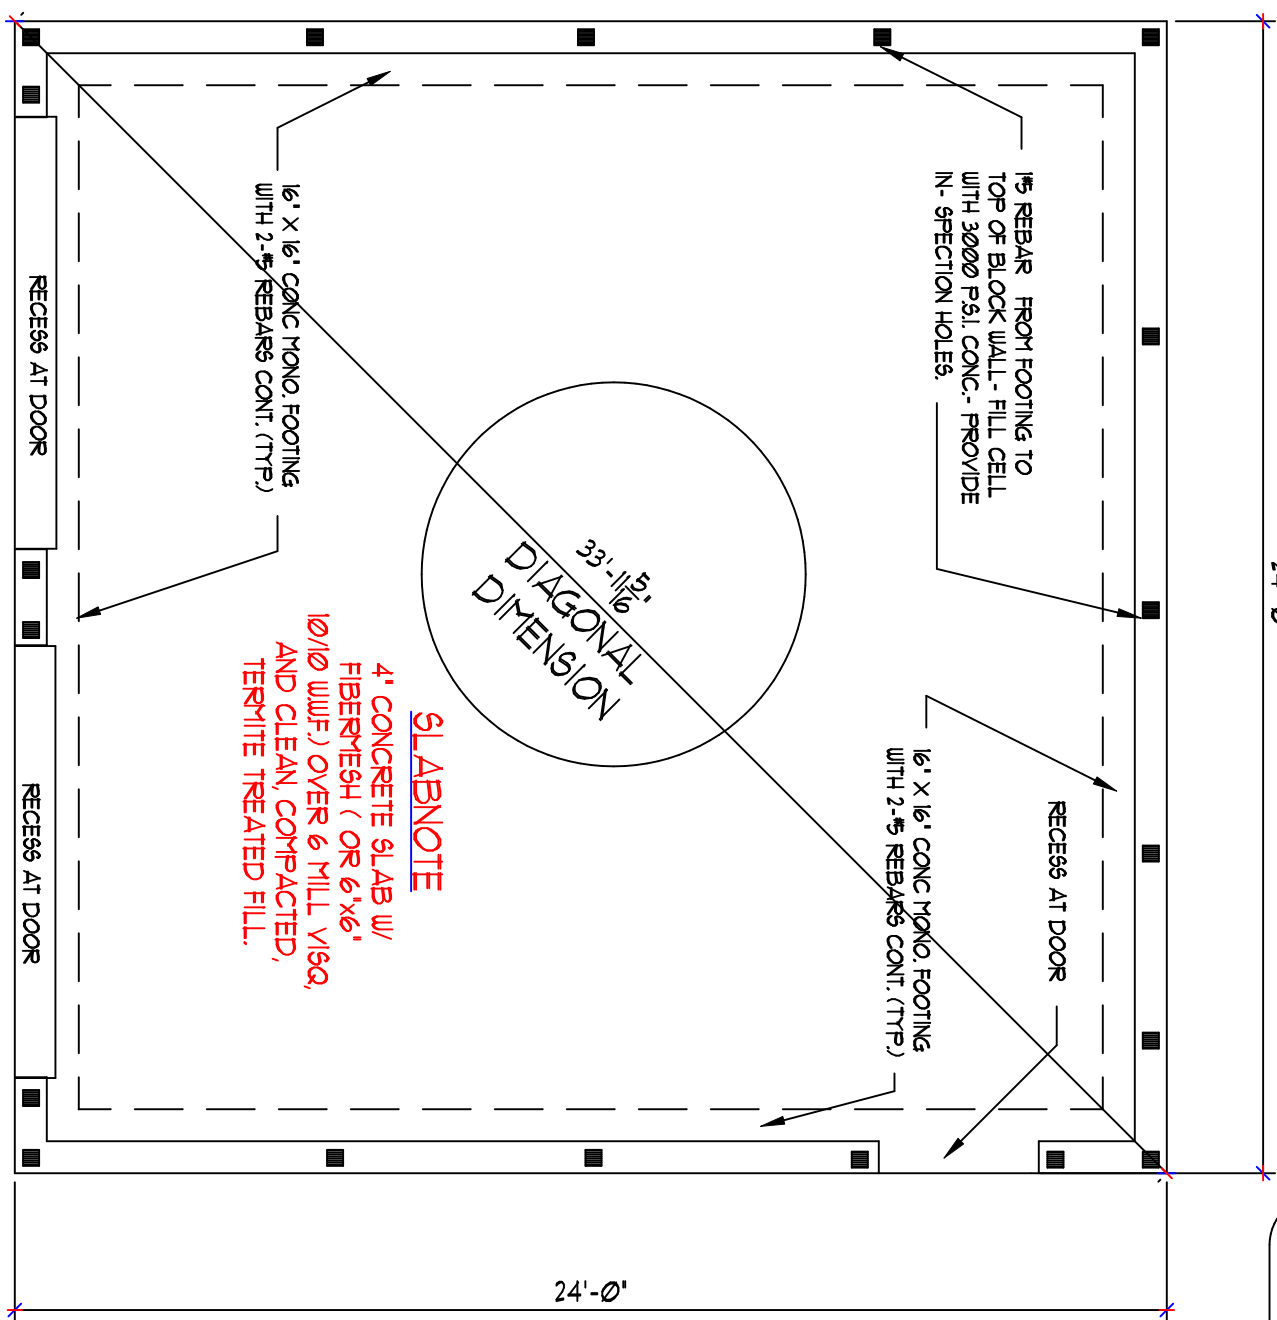 1#5 REBAR FROM FOOTING TO
TOP OF BLOCK WALL - FILL CELL
WITH 3000 P.S.I. CONC.- PROVIDE
IN- SPECTION HOLES.
16" X 16" CONC MONO. FOOTING
WITH 2-#5 REBARS CONT. (TYP.)
RECESS AT DOOR
33'-11 5/16"
DIAGONAL
DIMENSION
SLABNOTE
4" CONCRETE SLAB W/
FIBERMESH ( OR 6"x6"
10/10 W.W.F.) OVER 6 MILL VISQ,
AND CLEAN, COMPACTED,
TERMITE TREATED FILL.
RECESS AT DOOR
16" X 16" CONC MONO. FOOTING
WITH 2-#5 REBARS CONT. (TYP.)
RECESS AT DOOR
24'-0"